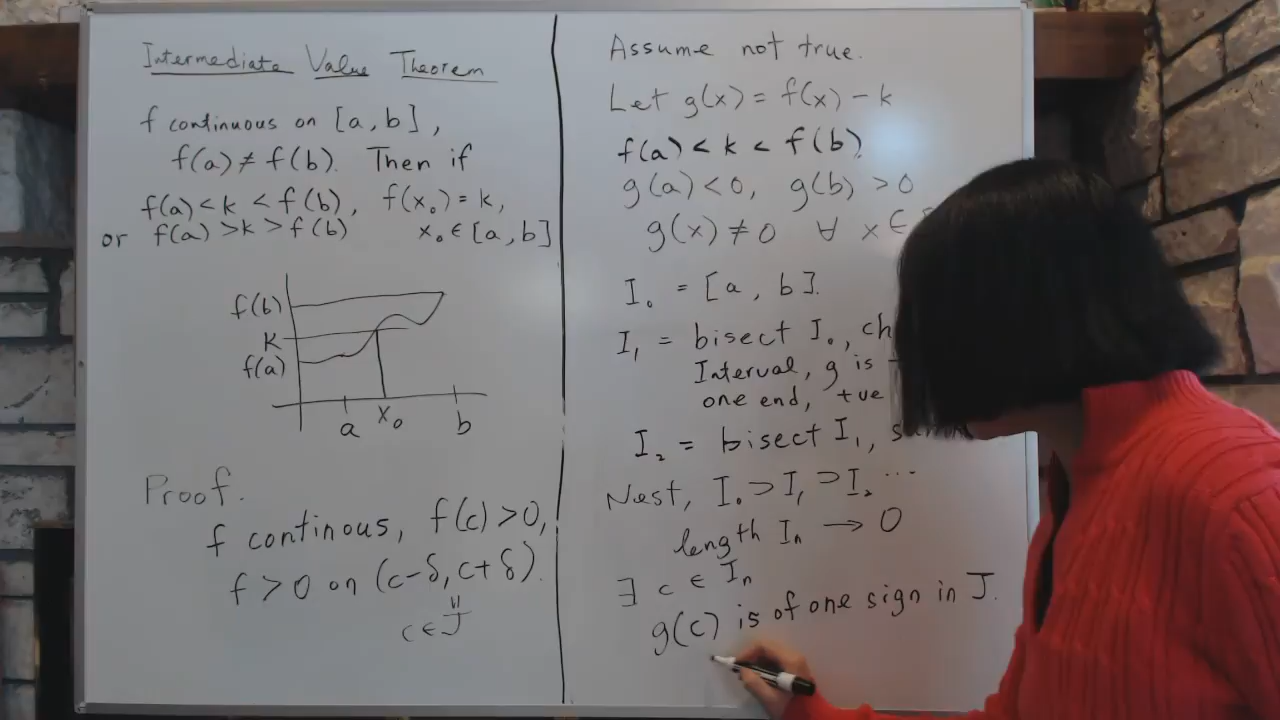 Intermediate Value Theorem
f continuous on [a, b],
f(a) ≠ f(b). Then if
f(a) < k < f(b), f(x₀) = k,
or f(a) > k > f(b) x₀ ∈ [a, b]
f(b)
K
f(a)
a x₀ b
Proof.
f continous, f(c) > 0,
f > 0 on (c-δ, c+δ).
c ∈ J
Assume not true.
Let g(x) = f(x) - k
f(a) < k < f(b).
g(a) < 0, g(b) > 0
g(x) ≠ 0 ∀ x ∈
I₀ = [a, b].
I₁ = bisect I₀,
Interval, g is
one end, +ve
I₂ = bisect I₁,
Nest, I₀ ⊃ I₁ ⊃ I₂ ...
length Iₙ → 0
∃ c ∈ Iₙ
g(c) is of one sign in J.